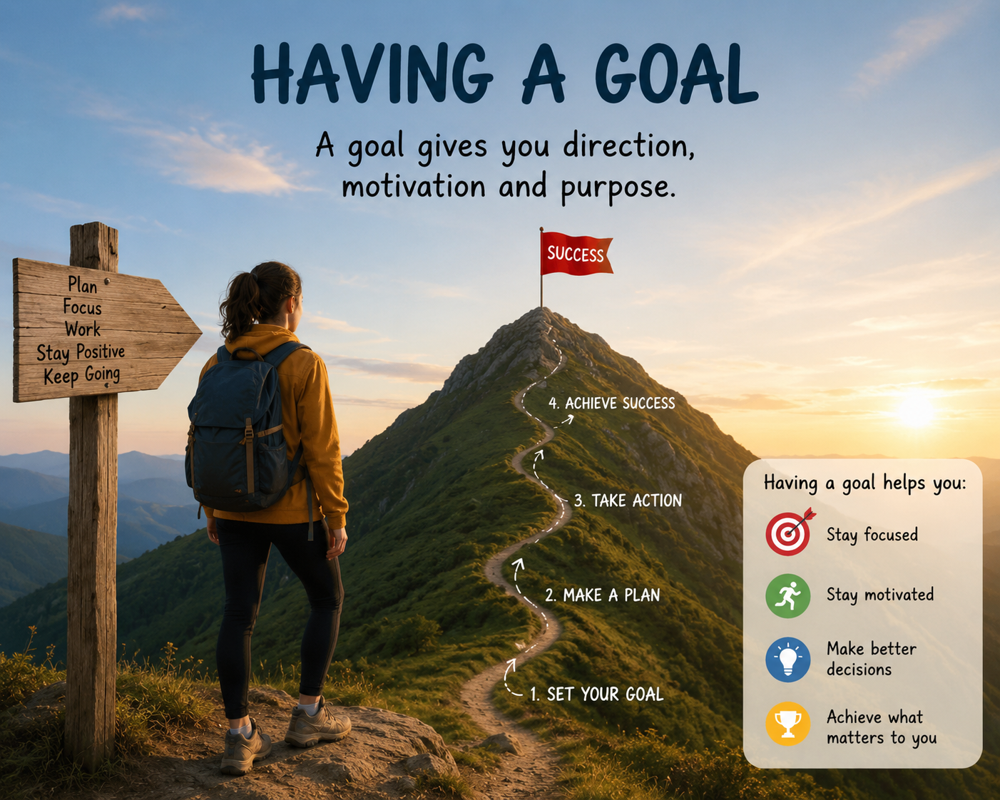 HAVING A GOAL
A goal gives you direction,
motivation and purpose.
SUCCESS
Plan
Focus
Work
Stay Positive
Keep Going
4. ACHIEVE SUCCESS
3. TAKE ACTION
2. MAKE A PLAN
1. SET YOUR GOAL
Having a goal helps you:
Stay focused
Stay motivated
Make better
decisions
Achieve what
matters to you